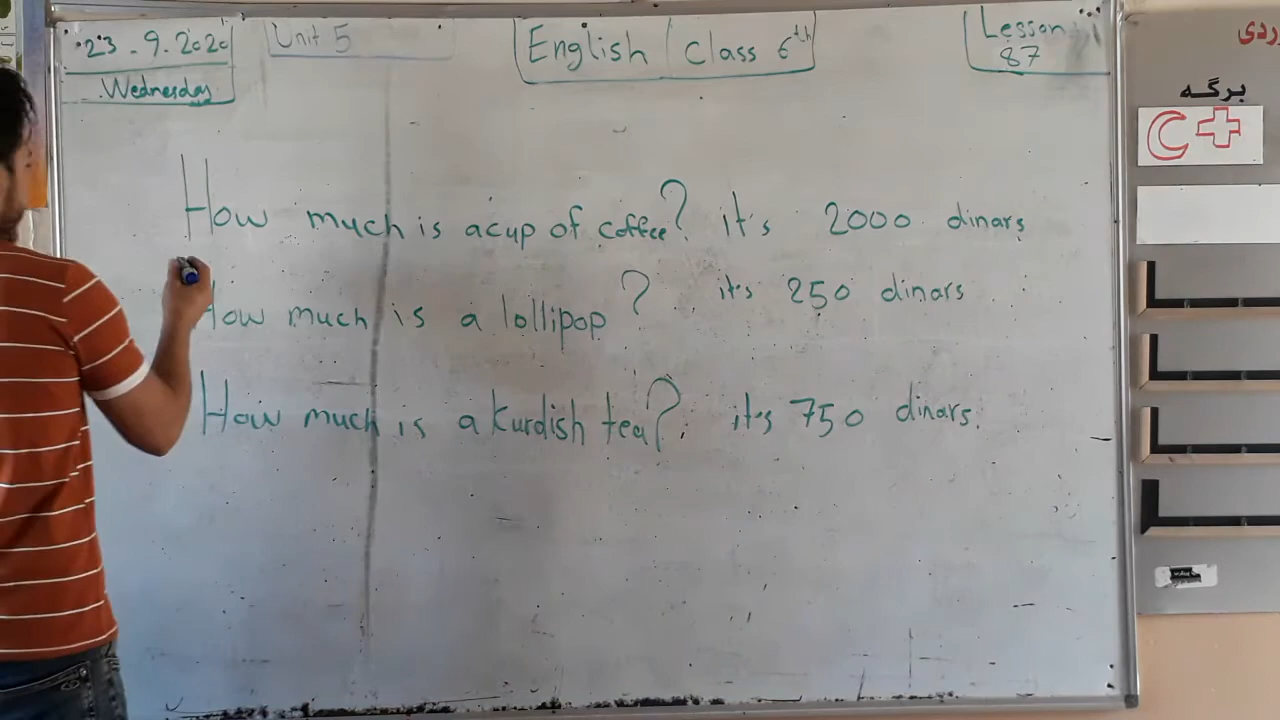 23.9.2020
Wednesday
Unit 5
English / Class 6th
Lesson
87
How much is a cup of coffee? it's 2000 dinars
How much is a lollipop? it's 250 dinars
How much is a kurdish tea? it's 750 dinars.
برگه